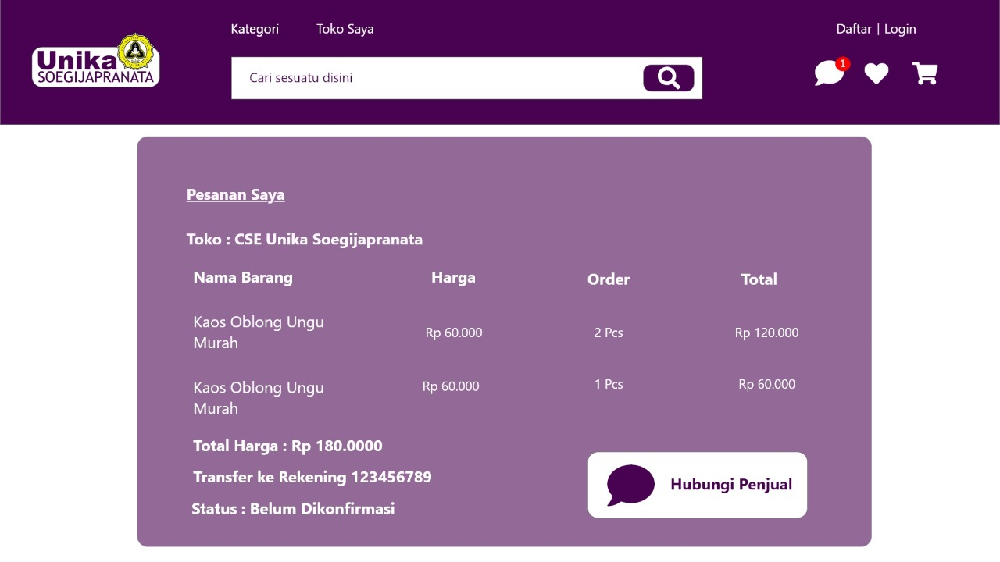 Kategori Toko Saya Daftar | Login
Unika
SOEGIJAPRANATA
Cari sesuatu disini
1
Pesanan Saya
Toko : CSE Unika Soegijapranata
Nama Barang Harga Order Total
Kaos Oblong Ungu
Murah
Rp 60.000 2 Pcs Rp 120.000
Kaos Oblong Ungu
Murah
Rp 60.000 1 Pcs Rp 60.000
Total Harga : Rp 180.0000
Transfer ke Rekening 123456789
Status : Belum Dikonfirmasi
Hubungi Penjual